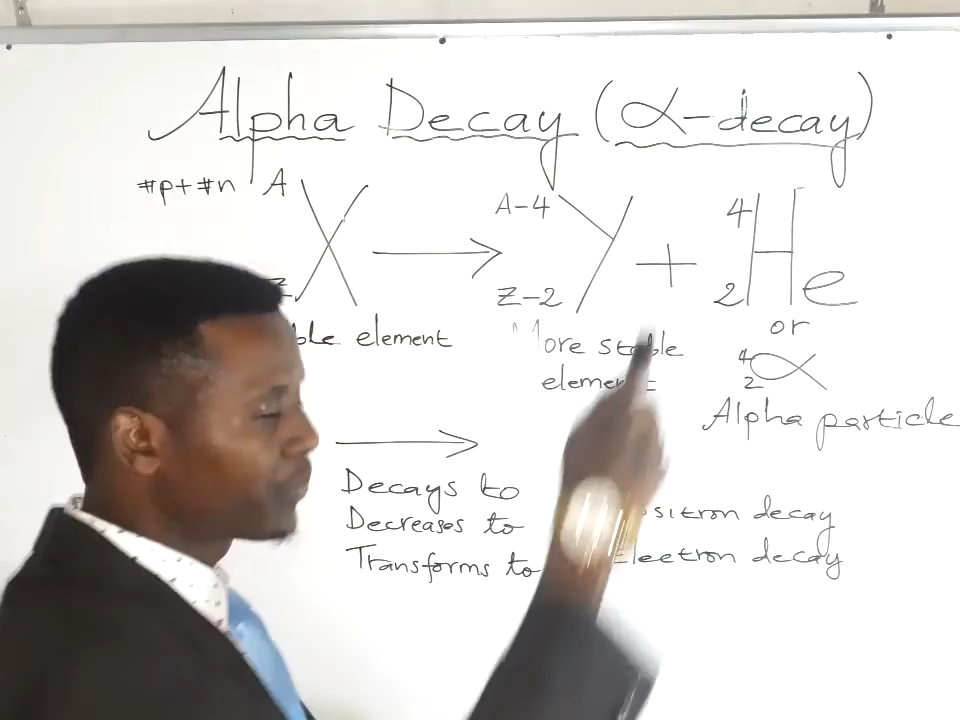 Alpha Decay (α-decay)
#p+#n A X → A-4 Y + 4 He
Z-2 2
element
More stable
or
element
4 α
2
Alpha particle
→
Decays to
Decreases to
decay
Transforms to
decay